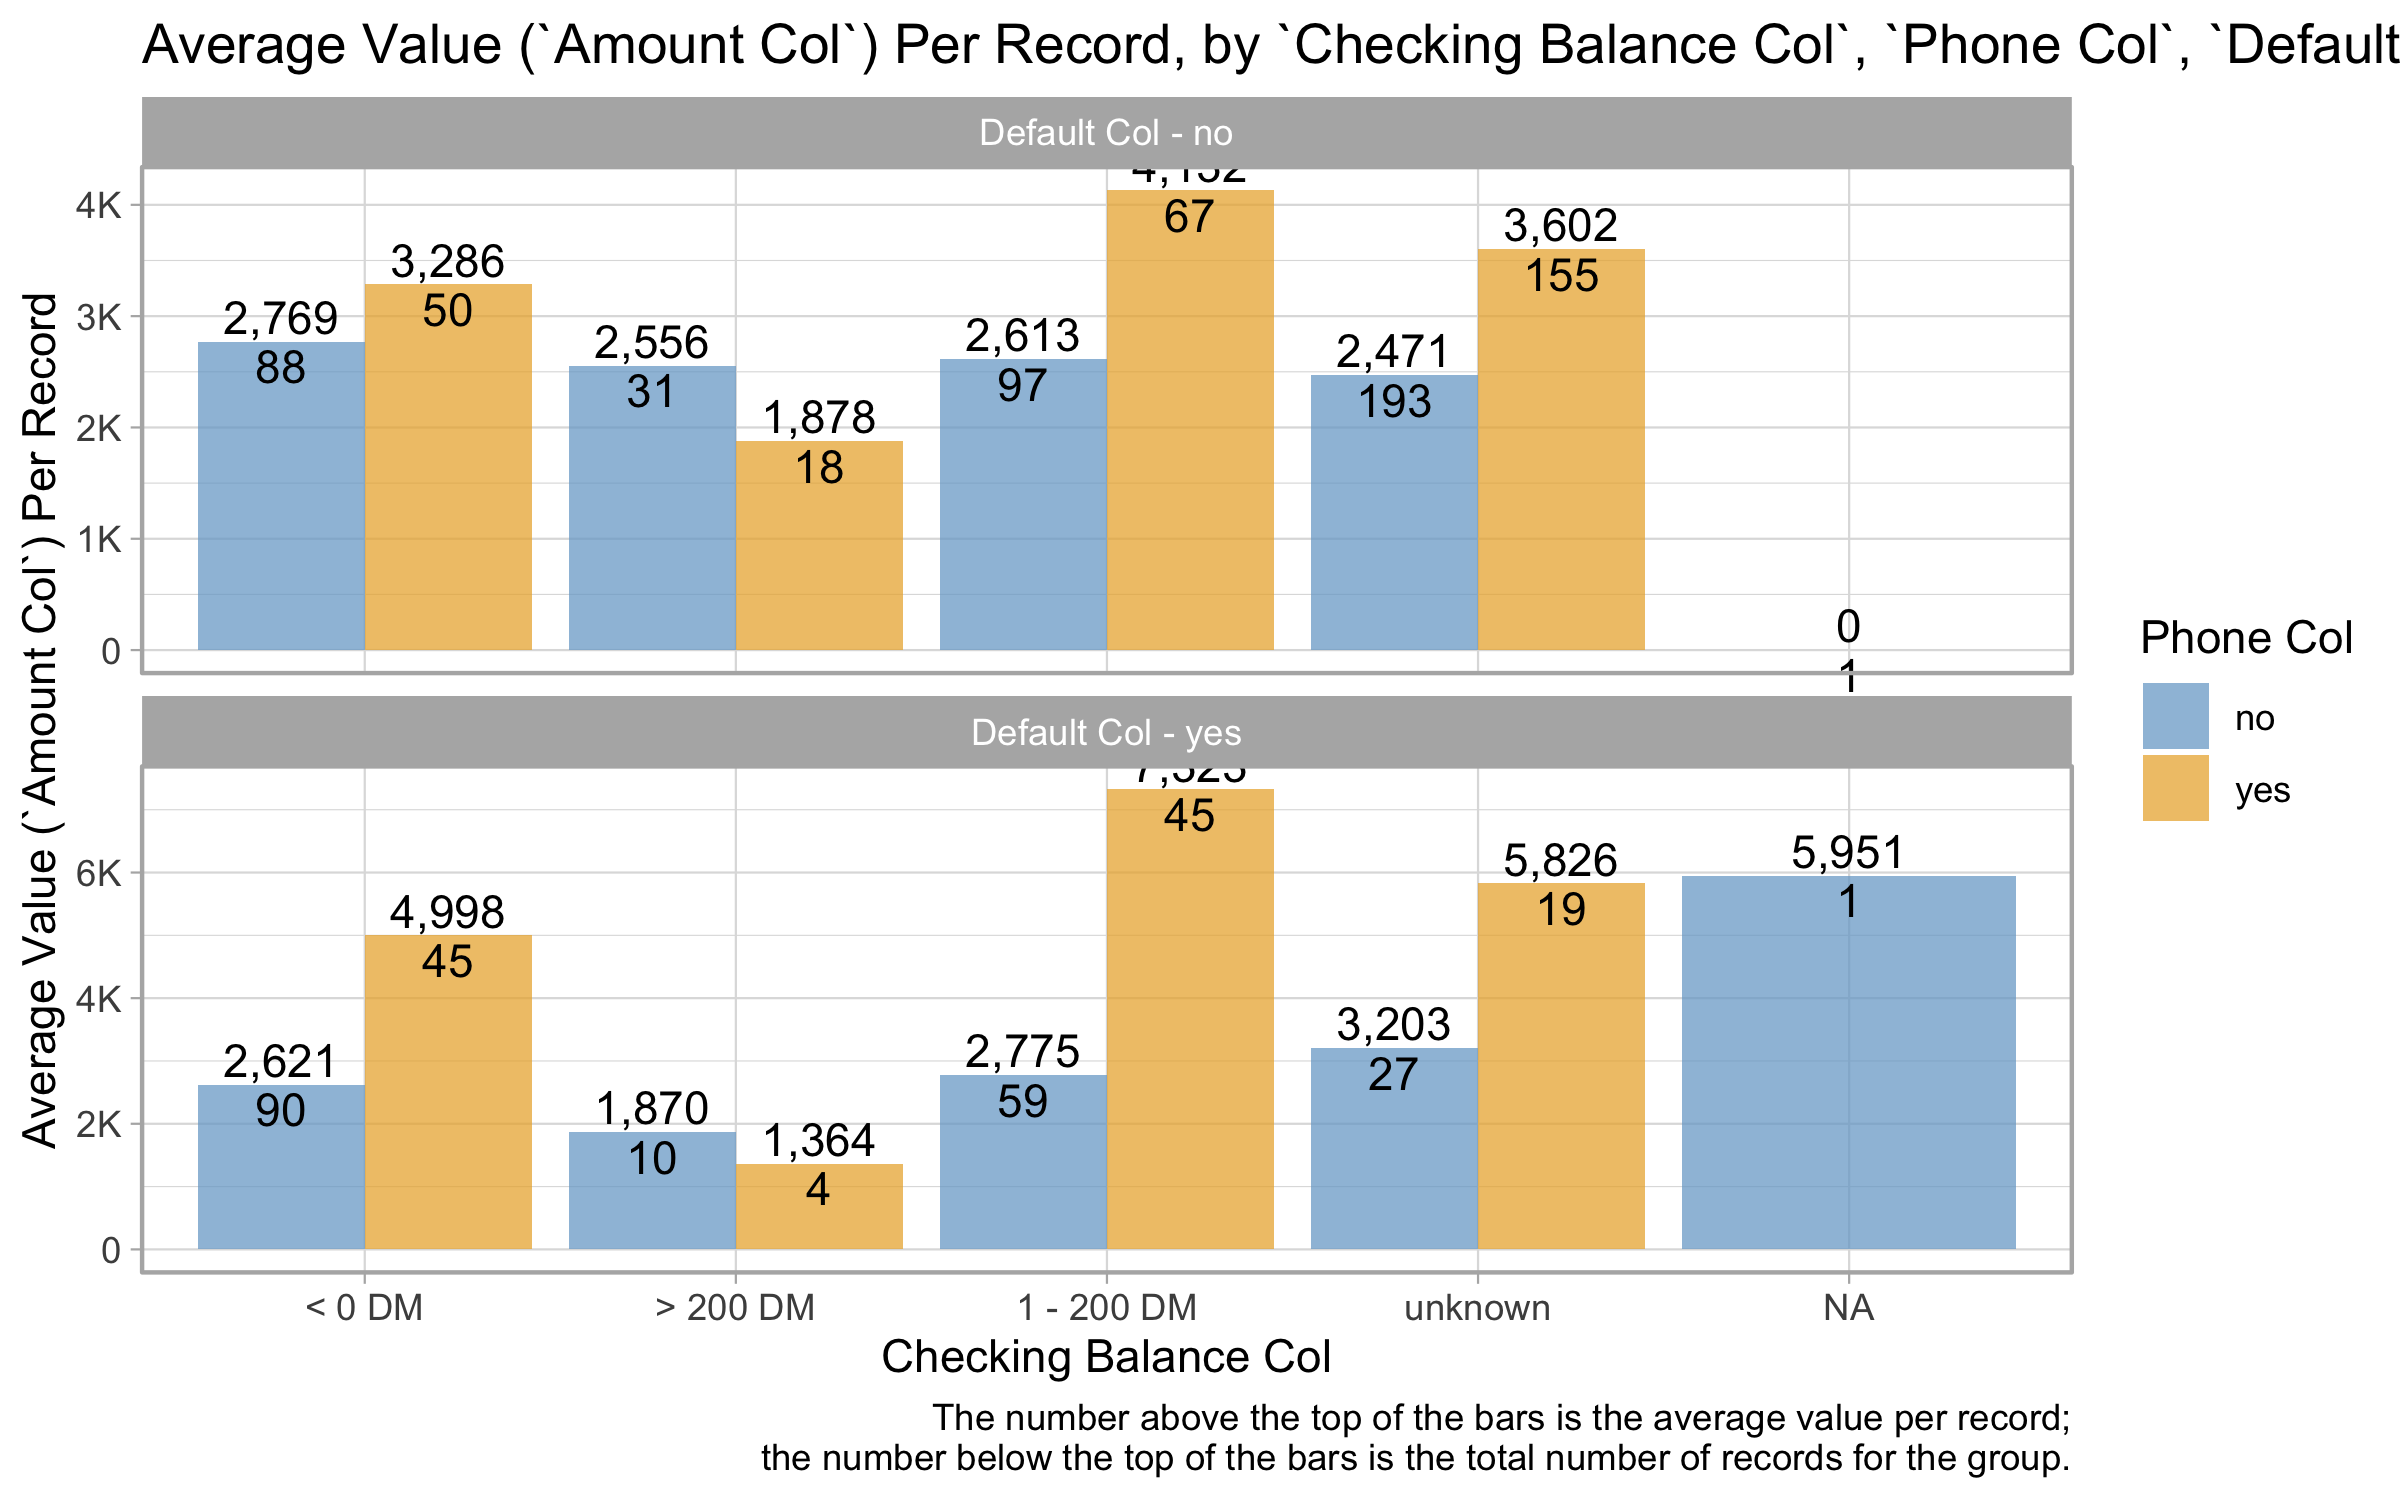 Average Value (`Amount Col`) Per Record, by `Checking Balance Col`, `Phone Col`, `Default
Default Col - no
4K
3K
2K
1K
0
2,769
88
3,286
50
2,556
31
1,878
18
2,613
97
67
2,471
193
3,602
155
0
1
Average Value (`Amount Col`) Per Record
Default Col - yes
6K
4K
2K
0
2,621
90
4,998
45
1,870
10
1,364
4
2,775
59
45
3,203
27
5,826
19
5,951
1
< 0 DM
> 200 DM
1 - 200 DM
unknown
NA
Checking Balance Col
Phone Col
no
yes
The number above the top of the bars is the average value per record;
the number below the top of the bars is the total number of records for the group.